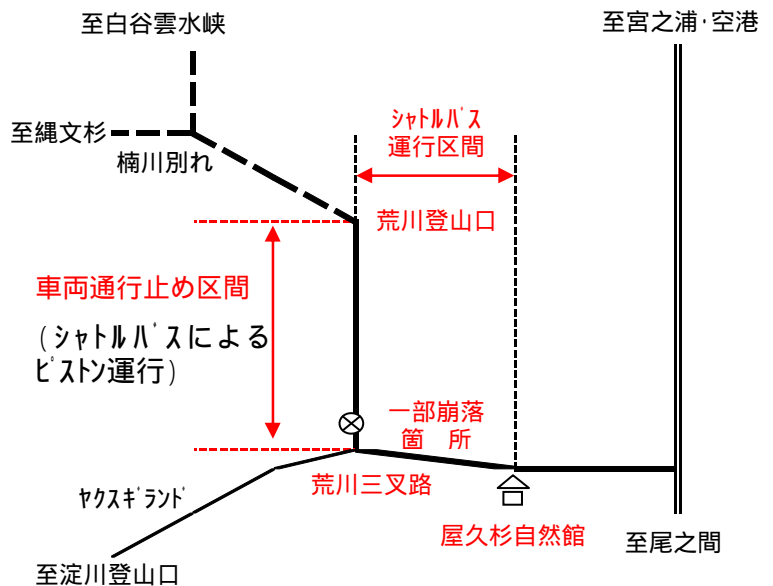 至白谷雲水峡
至宮之浦・空港
シャトルバス
運行区間
至縄文杉
楠川別れ
荒川登山口
車両通行止め区間
(シャトルバスによる
ピストン運行)
一部崩落
箇　所
荒川三叉路
ヤクスギランド
屋久杉自然館
至尾之間
至淀川登山口